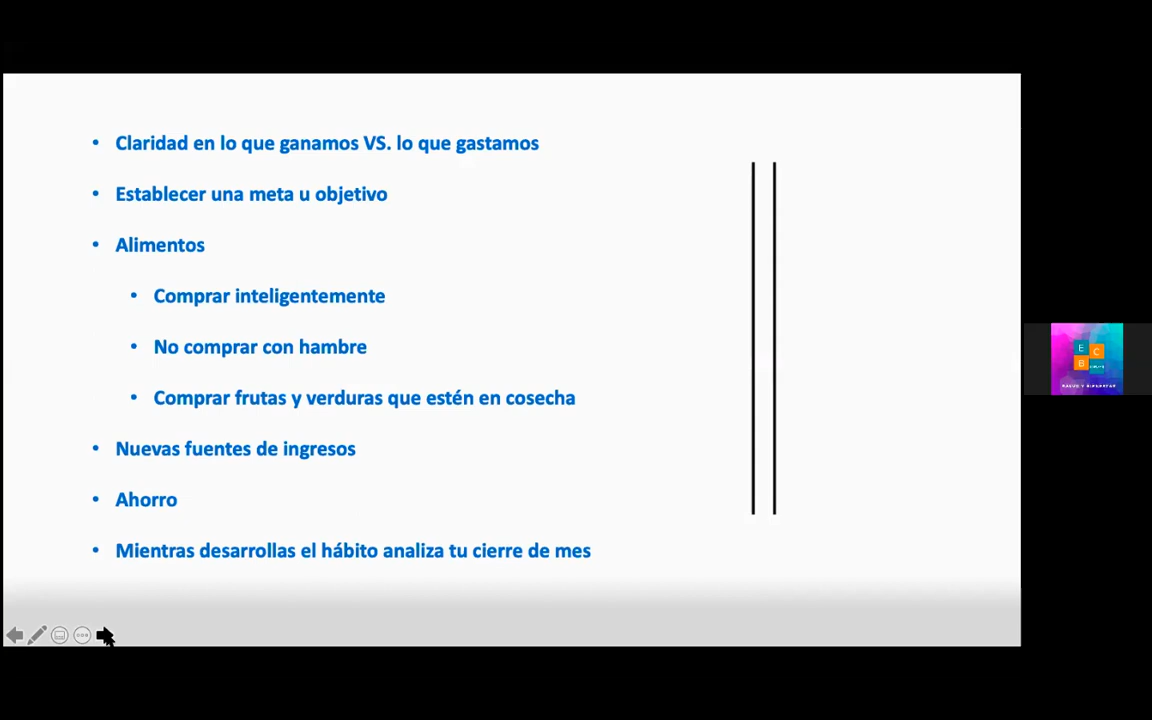 • Claridad en lo que ganamos VS. lo que gastamos
• Establecer una meta u objetivo
• Alimentos
• Comprar inteligentemente
• No comprar con hambre
• Comprar frutas y verduras que estén en cosecha
• Nuevas fuentes de ingresos
• Ahorro
• Mientras desarrollas el hábito analiza tu cierre de mes
E
C
B
SALUD Y BIENESTAR